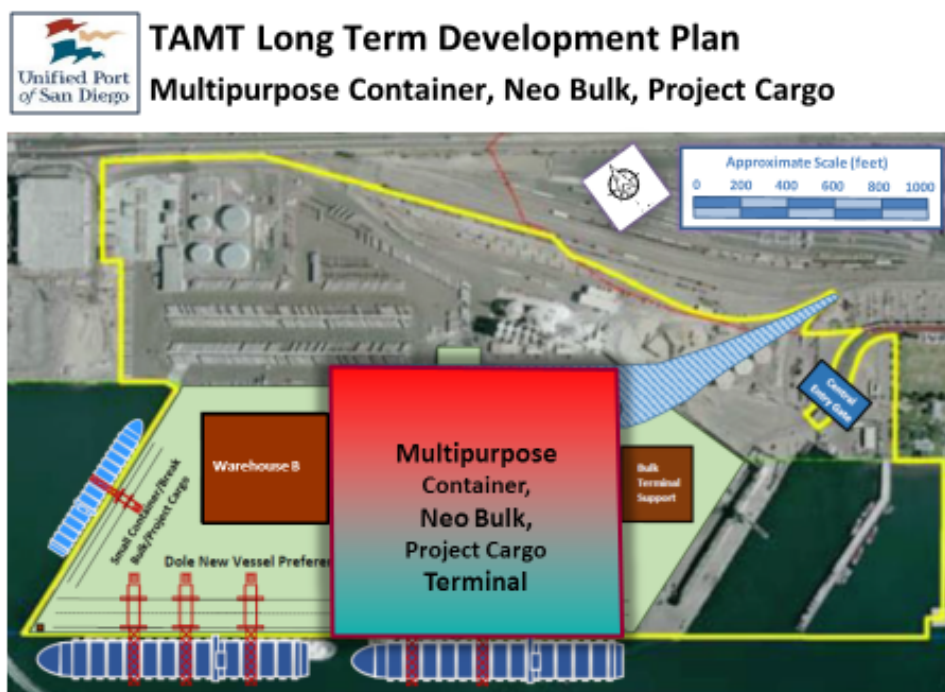 TAMT Long Term Development Plan
Unified Port
of San Diego
Multipurpose Container, Neo Bulk, Project Cargo
Approximate Scale (feet)
0 200 400 600 800 1000
Central
Entry Gate
Warehouse B
Multipurpose
Container,
Neo Bulk,
Project Cargo
Terminal
Bulk
Terminal
Support
Small Container/Break
Bulk/Project Cargo
Dole New Vessel Prefere